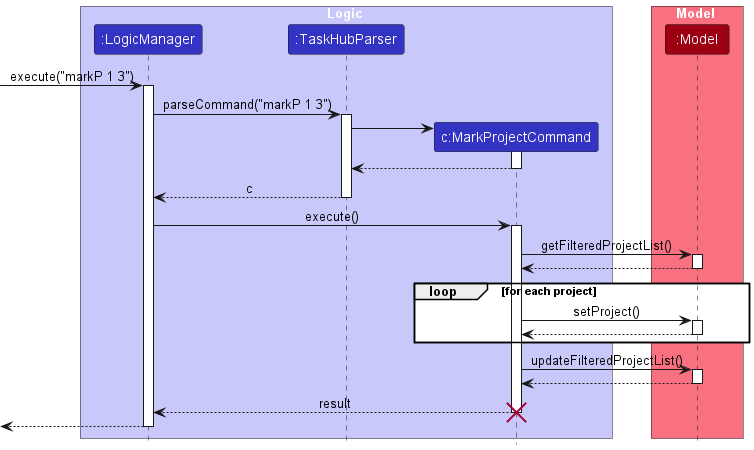 Logic
Model
:LogicManager
:TaskHubParser
:Model
execute("markP 1 3")
parseCommand("markP 1 3")
c:MarkProjectCommand
c
execute()
getFilteredProjectList()
loop
[for each project]
setProject()
updateFilteredProjectList()
result